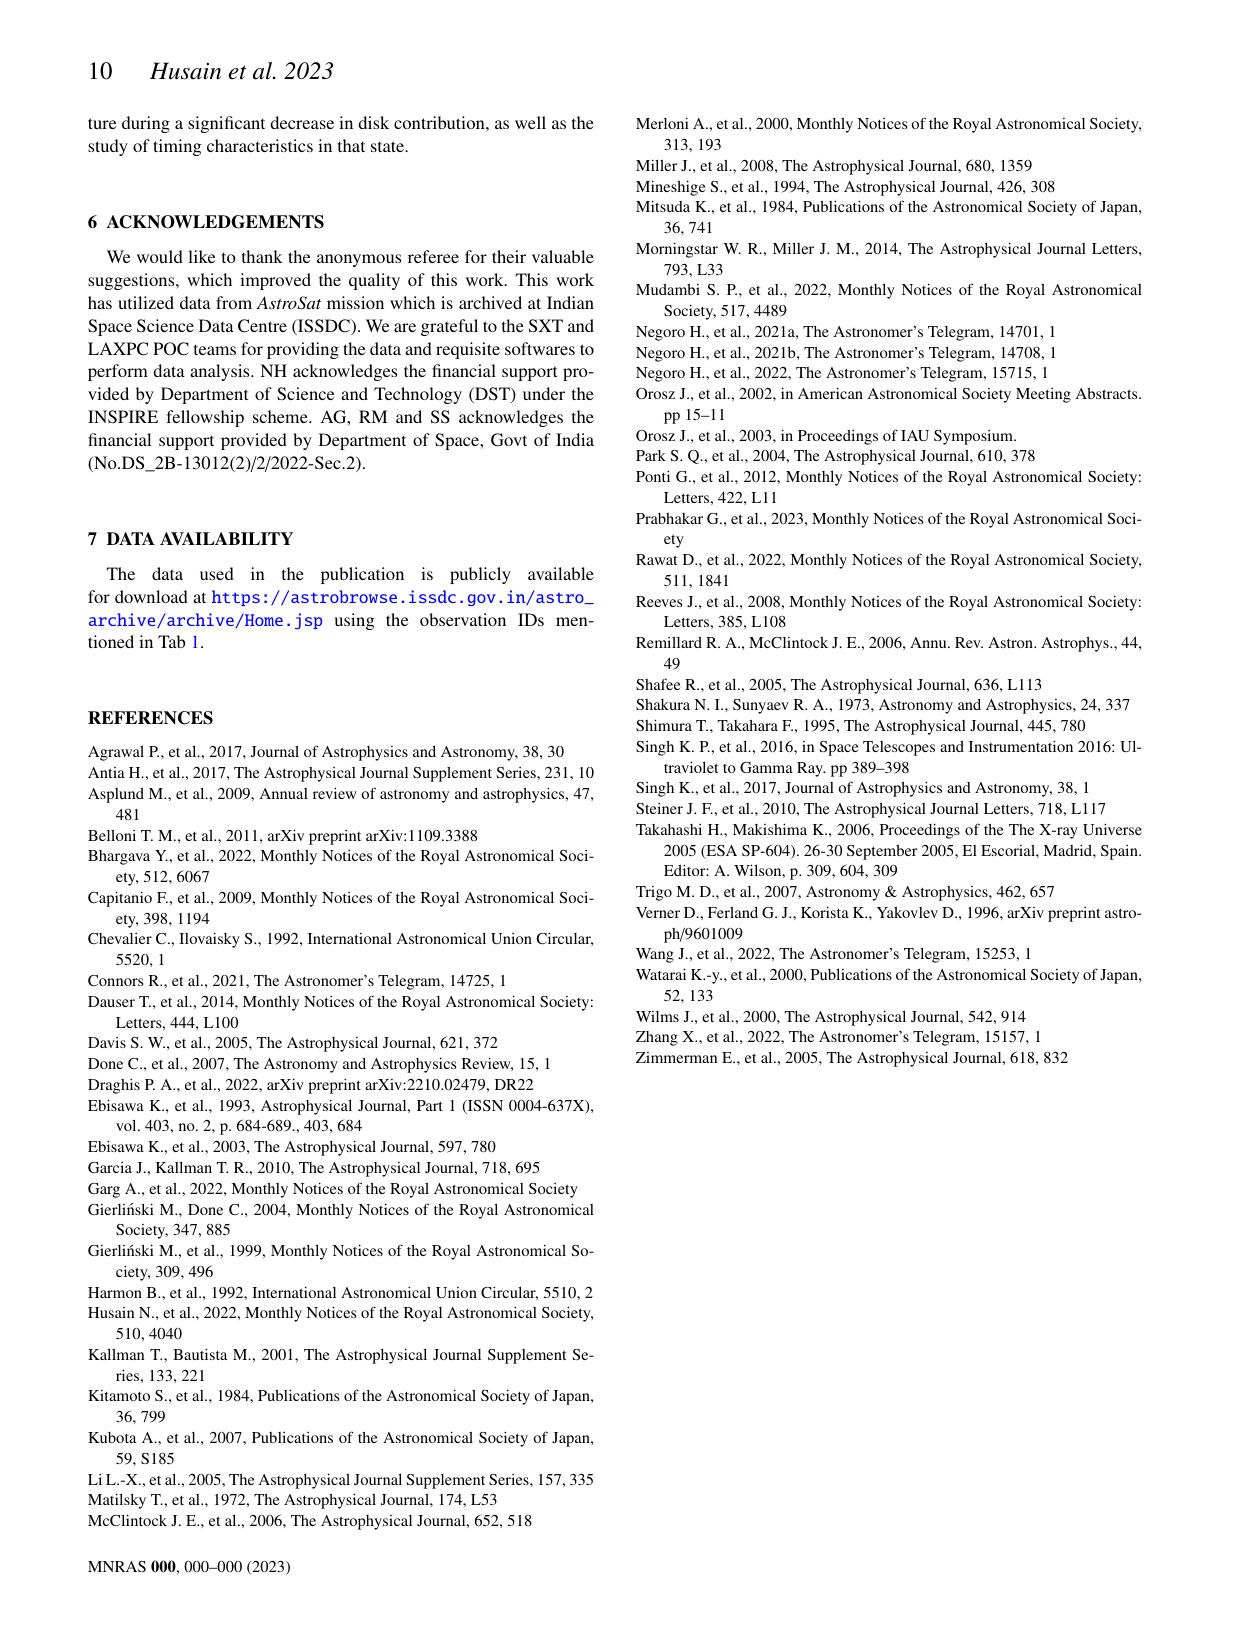 10 Husain et al. 2023
ture during a significant decrease in disk contribution, as well as the
study of timing characteristics in that state.
6 ACKNOWLEDGEMENTS
We would like to thank the anonymous referee for their valuable
suggestions, which improved the quality of this work. This work
has utilized data from AstroSat mission which is archived at Indian
Space Science Data Centre (ISSDC). We are grateful to the SXT and
LAXPC POC teams for providing the data and requisite softwares to
perform data analysis. NH acknowledges the financial support pro-
vided by Department of Science and Technology (DST) under the
INSPIRE fellowship scheme. AG, RM and SS acknowledges the
financial support provided by Department of Space, Govt of India
(No.DS_2B-13012(2)/2/2022-Sec.2).
7 DATA AVAILABILITY
The data used in the publication is publicly available
for download at https://astrobrowse.issdc.gov.in/astro_
archive/archive/Home.jsp using the observation IDs men-
tioned in Tab 1.
REFERENCES
Agrawal P., et al., 2017, Journal of Astrophysics and Astronomy, 38, 30
Antia H., et al., 2017, The Astrophysical Journal Supplement Series, 231, 10
Asplund M., et al., 2009, Annual review of astronomy and astrophysics, 47,
481
Belloni T. M., et al., 2011, arXiv preprint arXiv:1109.3388
Bhargava Y., et al., 2022, Monthly Notices of the Royal Astronomical Soci-
ety, 512, 6067
Capitanio F., et al., 2009, Monthly Notices of the Royal Astronomical Soci-
ety, 398, 1194
Chevalier C., Ilovaisky S., 1992, International Astronomical Union Circular,
5520, 1
Connors R., et al., 2021, The Astronomer's Telegram, 14725, 1
Dauser T., et al., 2014, Monthly Notices of the Royal Astronomical Society:
Letters, 444, L100
Davis S. W., et al., 2005, The Astrophysical Journal, 621, 372
Done C., et al., 2007, The Astronomy and Astrophysics Review, 15, 1
Draghis P. A., et al., 2022, arXiv preprint arXiv:2210.02479, DR22
Ebisawa K., et al., 1993, Astrophysical Journal, Part 1 (ISSN 0004-637X),
vol. 403, no. 2, p. 684-689., 403, 684
Ebisawa K., et al., 2003, The Astrophysical Journal, 597, 780
Garcia J., Kallman T. R., 2010, The Astrophysical Journal, 718, 695
Garg A., et al., 2022, Monthly Notices of the Royal Astronomical Society
Gierliński M., Done C., 2004, Monthly Notices of the Royal Astronomical
Society, 347, 885
Gierliński M., et al., 1999, Monthly Notices of the Royal Astronomical So-
ciety, 309, 496
Harmon B., et al., 1992, International Astronomical Union Circular, 5510, 2
Husain N., et al., 2022, Monthly Notices of the Royal Astronomical Society,
510, 4040
Kallman T., Bautista M., 2001, The Astrophysical Journal Supplement Se-
ries, 133, 221
Kitamoto S., et al., 1984, Publications of the Astronomical Society of Japan,
36, 799
Kubota A., et al., 2007, Publications of the Astronomical Society of Japan,
59, S185
Li L.-X., et al., 2005, The Astrophysical Journal Supplement Series, 157, 335
Matilsky T., et al., 1972, The Astrophysical Journal, 174, L53
McClintock J. E., et al., 2006, The Astrophysical Journal, 652, 518
Merloni A., et al., 2000, Monthly Notices of the Royal Astronomical Society,
313, 193
Miller J., et al., 2008, The Astrophysical Journal, 680, 1359
Mineshige S., et al., 1994, The Astrophysical Journal, 426, 308
Mitsuda K., et al., 1984, Publications of the Astronomical Society of Japan,
36, 741
Morningstar W. R., Miller J. M., 2014, The Astrophysical Journal Letters,
793, L33
Mudambi S. P., et al., 2022, Monthly Notices of the Royal Astronomical
Society, 517, 4489
Negoro H., et al., 2021a, The Astronomer's Telegram, 14701, 1
Negoro H., et al., 2021b, The Astronomer's Telegram, 14708, 1
Negoro H., et al., 2022, The Astronomer's Telegram, 15715, 1
Orosz J., et al., 2002, in American Astronomical Society Meeting Abstracts.
pp 15–11
Orosz J., et al., 2003, in Proceedings of IAU Symposium.
Park S. Q., et al., 2004, The Astrophysical Journal, 610, 378
Ponti G., et al., 2012, Monthly Notices of the Royal Astronomical Society:
Letters, 422, L11
Prabhakar G., et al., 2023, Monthly Notices of the Royal Astronomical Soci-
ety
Rawat D., et al., 2022, Monthly Notices of the Royal Astronomical Society,
511, 1841
Reeves J., et al., 2008, Monthly Notices of the Royal Astronomical Society:
Letters, 385, L108
Remillard R. A., McClintock J. E., 2006, Annu. Rev. Astron. Astrophys., 44,
49
Shafee R., et al., 2005, The Astrophysical Journal, 636, L113
Shakura N. I., Sunyaev R. A., 1973, Astronomy and Astrophysics, 24, 337
Shimura T., Takahara F., 1995, The Astrophysical Journal, 445, 780
Singh K. P., et al., 2016, in Space Telescopes and Instrumentation 2016: Ul-
traviolet to Gamma Ray. pp 389–398
Singh K., et al., 2017, Journal of Astrophysics and Astronomy, 38, 1
Steiner J. F., et al., 2010, The Astrophysical Journal Letters, 718, L117
Takahashi H., Makishima K., 2006, Proceedings of the The X-ray Universe
2005 (ESA SP-604). 26-30 September 2005, El Escorial, Madrid, Spain.
Editor: A. Wilson, p. 309, 604, 309
Trigo M. D., et al., 2007, Astronomy & Astrophysics, 462, 657
Verner D., Ferland G. J., Korista K., Yakovlev D., 1996, arXiv preprint astro-
ph/9601009
Wang J., et al., 2022, The Astronomer's Telegram, 15253, 1
Watarai K.-y., et al., 2000, Publications of the Astronomical Society of Japan,
52, 133
Wilms J., et al., 2000, The Astrophysical Journal, 542, 914
Zhang X., et al., 2022, The Astronomer's Telegram, 15157, 1
Zimmerman E., et al., 2005, The Astrophysical Journal, 618, 832
MNRAS 000, 000–000 (2023)